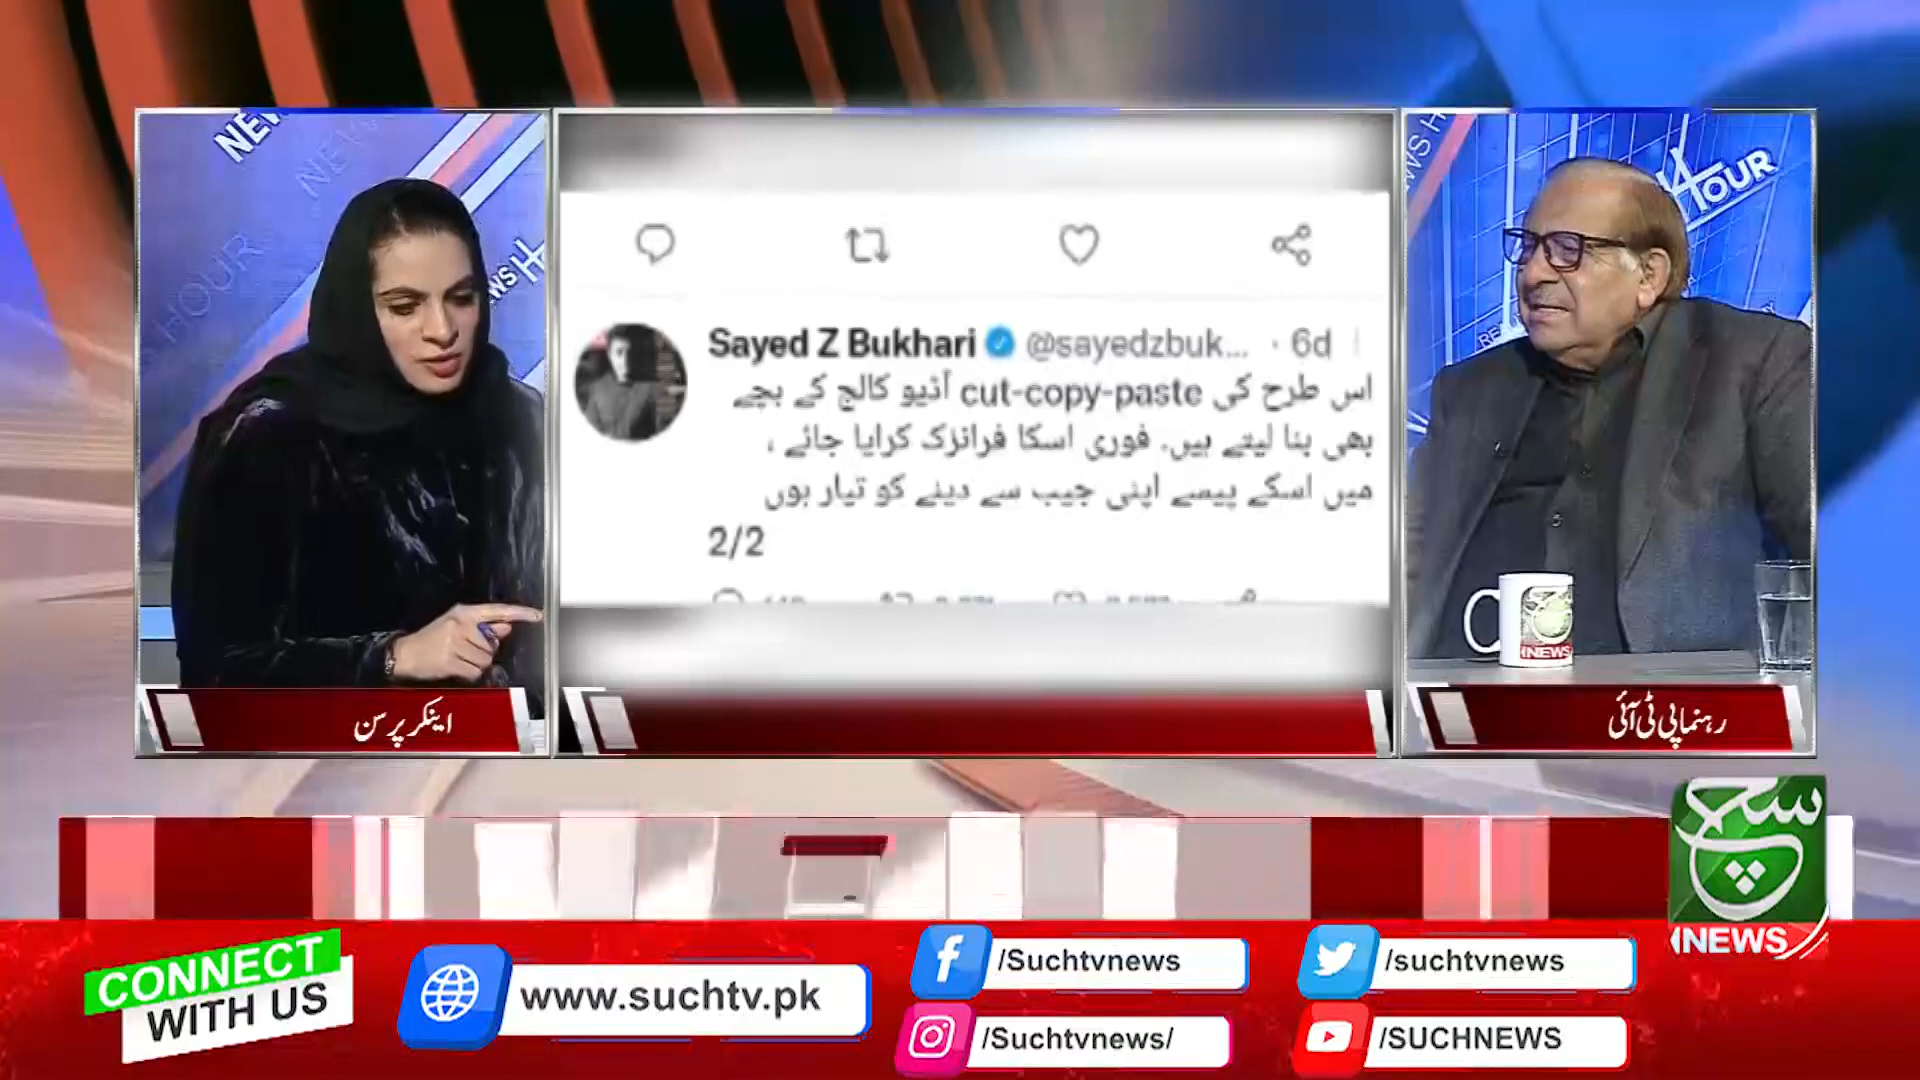 NEWS HOUR
Sayed Z Bukhari @sayedzbuk... · 6d
اس طرح کی cut-copy-paste آڈیو کالج کے بچے
بھی بنا لیتے ہیں۔ فوری اسکا فرانزک کرایا جائے ،
میں اسکے پیسے اپنی جیب سے دینے کو تیار ہوں
2/2
اینکر پرسن
رہنما پی ٹی آئی
سچ
NEWS
CONNECT
WITH US
www.suchtv.pk
/Suchtvnews
/suchtvnews
/Suchtvnews/
/SUCHNEWS